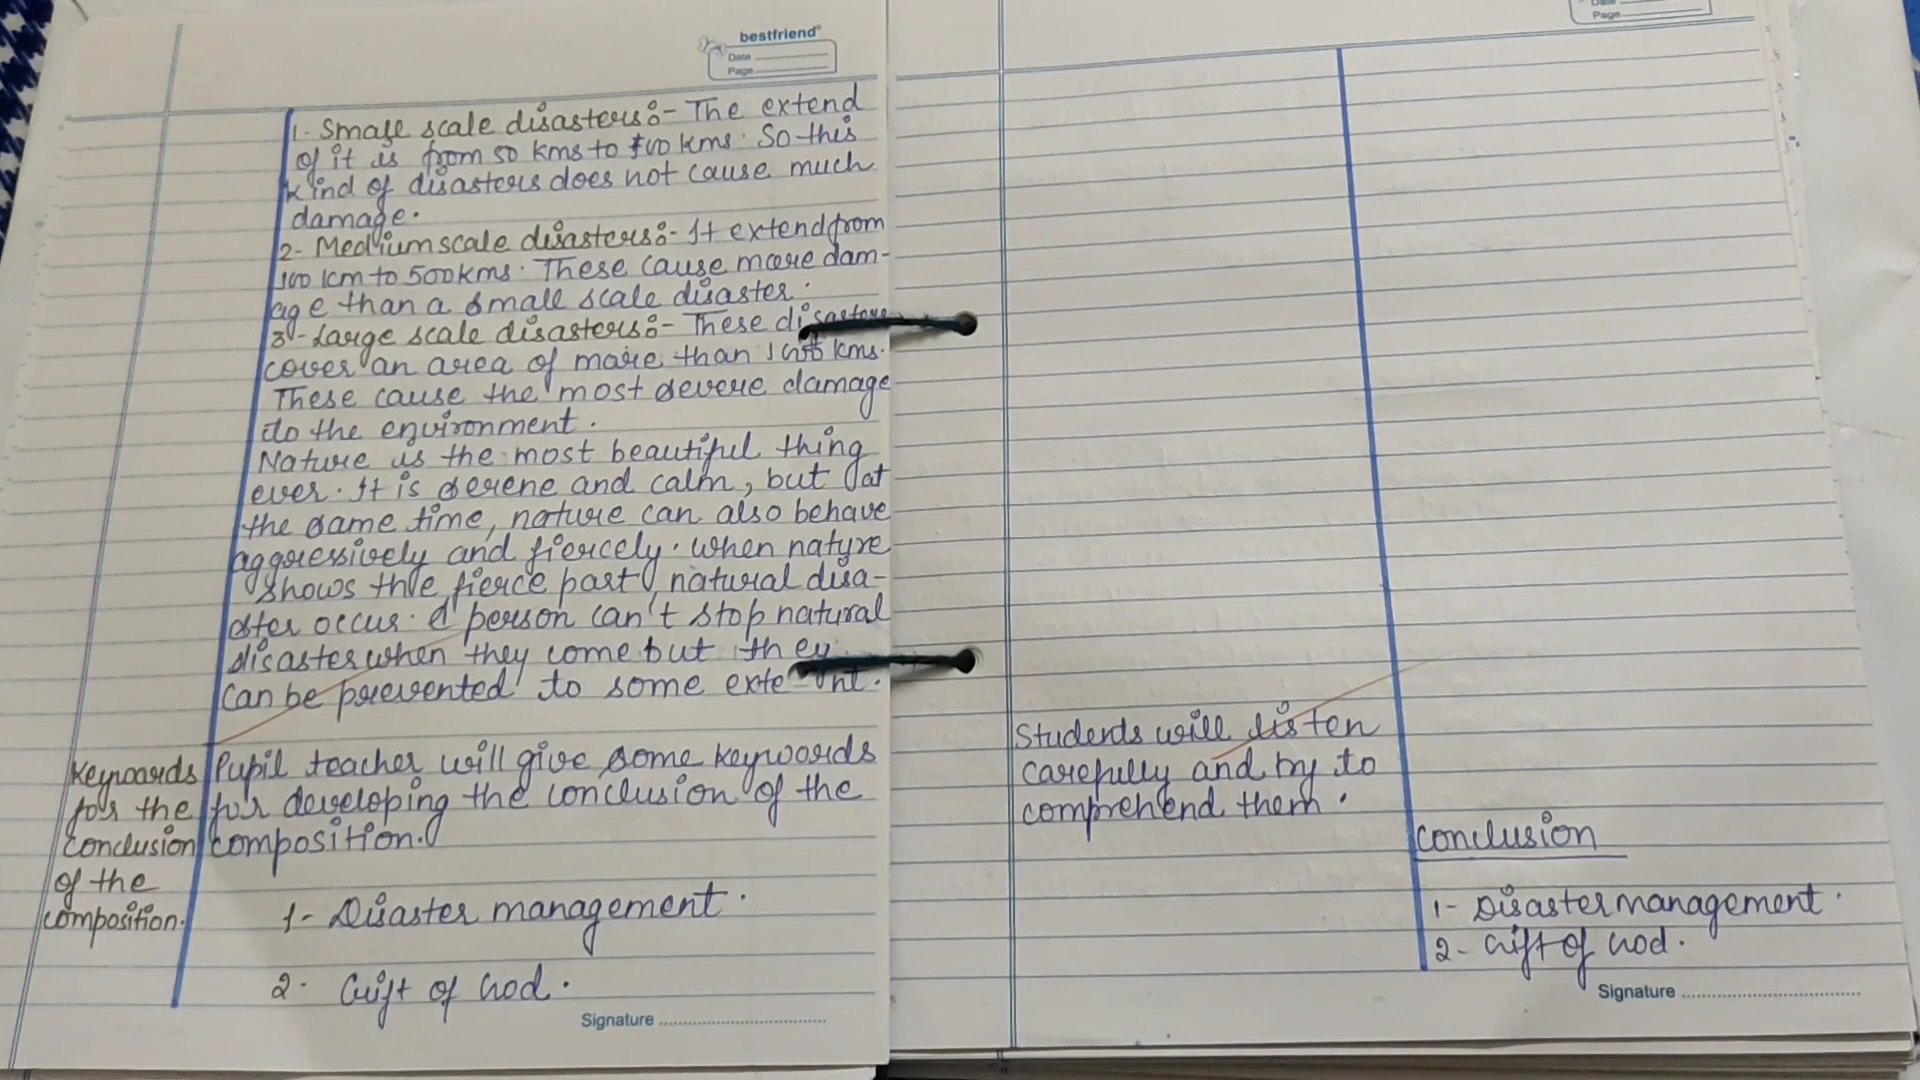 bestfriend
Date
Page
1- Small scale disasters:- The extend
of it is from 50 kms to 100 kms. So this
kind of disasters does not cause much
damage.
2- Medium scale disasters:- It extend from
100 km to 500 kms. These cause more dam-
age than a small scale disaster.
3- Large scale disasters:- These disasters
cover an area of more than kms.
These cause the most severe damage
to the environment.
Nature is the most beautiful thing
ever. It is serene and calm, but at
the same time, nature can also behave
aggressively and fiercely. When nature
shows the fierce part, natural disa-
ster occur. A person can't stop natural
disaster when they come but they
can be prevented to some extent.
Keywords
for the
conclusion
of the
composition.
Pupil teacher will give some keywords
for developing the conclusion of the
composition.
1- Disaster management.
2. Gift of God.
Signature
Date
Page
Students will listen
carefully and try to
comprehend them.
Conclusion
1- Disaster management.
2- Gift of God.
Signature